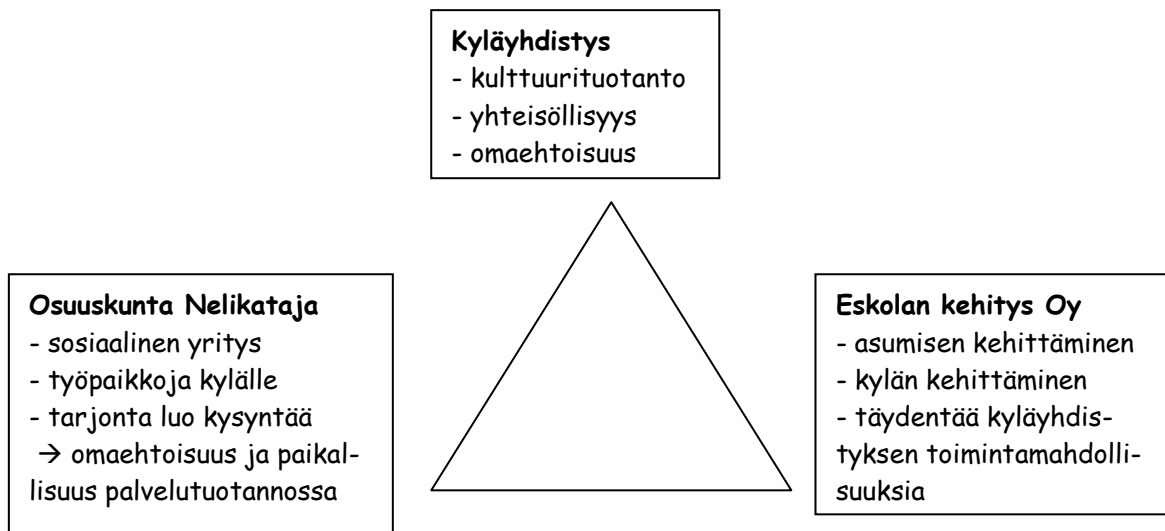 Kyläyhdistys
- kulttuurituotanto
- yhteisöllisyys
- omaehtoisuus
Osuuskunta Nelikataja
- sosiaalinen yritys
- työpaikkoja kylälle
- tarjonta luo kysyntää
→ omaehtoisuus ja paikal-
lisuus palvelutuotannossa
Eskolan kehitys Oy
- asumisen kehittäminen
- kylän kehittäminen
- täydentää kyläyhdis-
tyksen toimintamahdolli-
suuksia